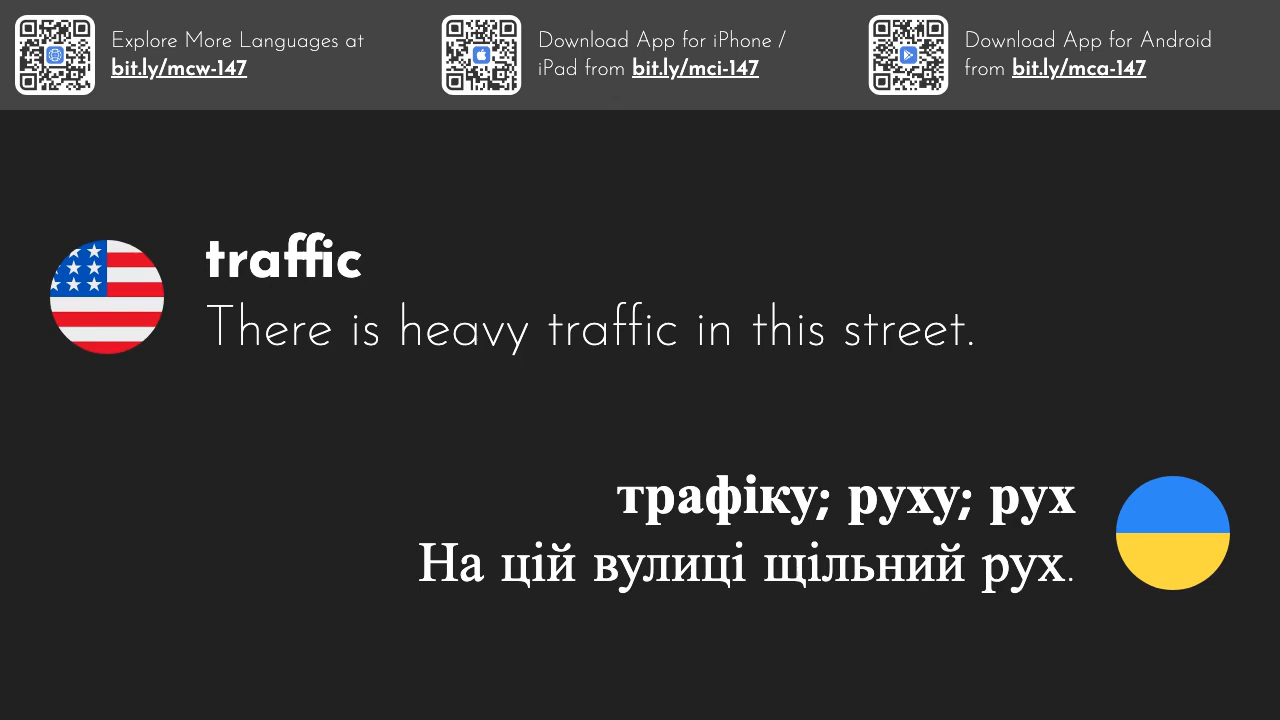 Explore More Languages at
bit.ly/mcw-147
Download App for iPhone /
iPad from bit.ly/mci-147
Download App for Android
from bit.ly/mca-147
traffic
There is heavy traffic in this street.
трафіку; руху; рух
На цій вулиці щільний рух.